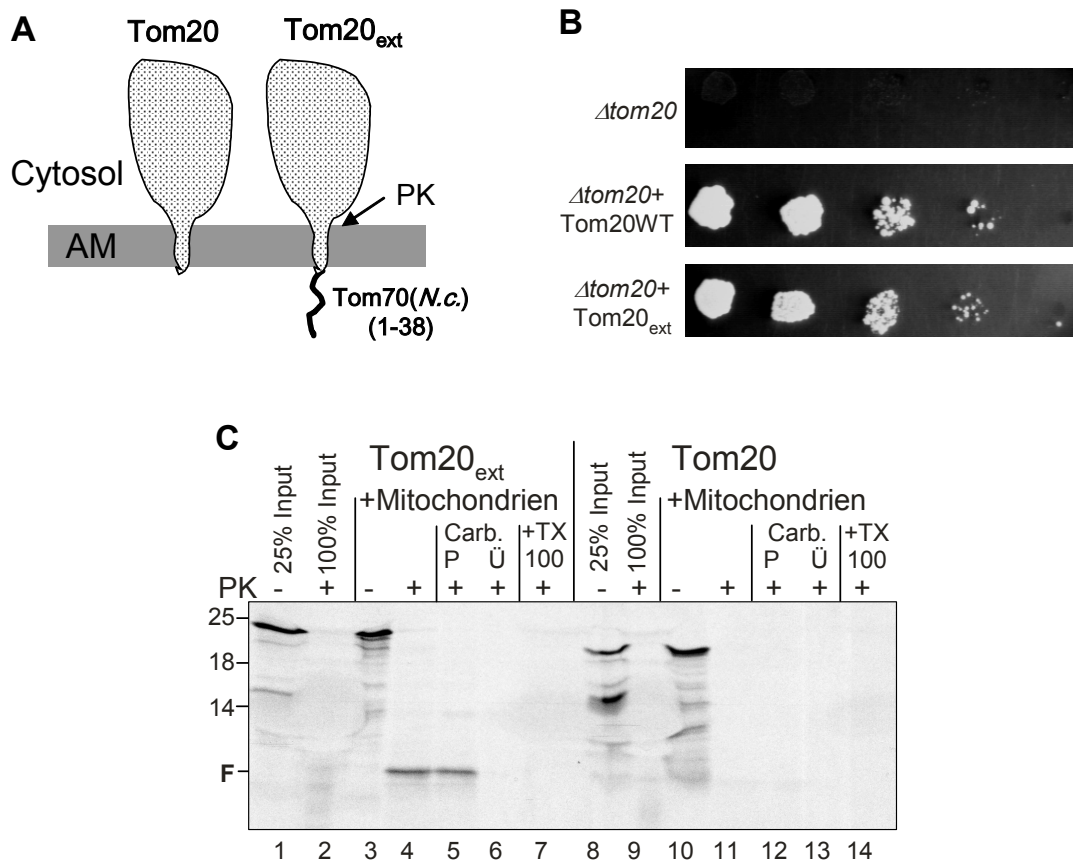 A
Tom20
Tom20ext
Cytosol
PK
AM
Tom70(N.c.)
(1-38)
B
Δtom20
Δtom20+
Tom20WT
Δtom20+
Tom20ext
C
25% Input
100% Input
Tom20ext
+Mitochondrien
Carb.
P Ü
+TX
100
25% Input
100% Input
Tom20
+Mitochondrien
Carb.
P Ü
+TX
100
PK - + - + + + + - + - + + + +
25
18
14
F
1 2 3 4 5 6 7 8 9 10 11 12 13 14